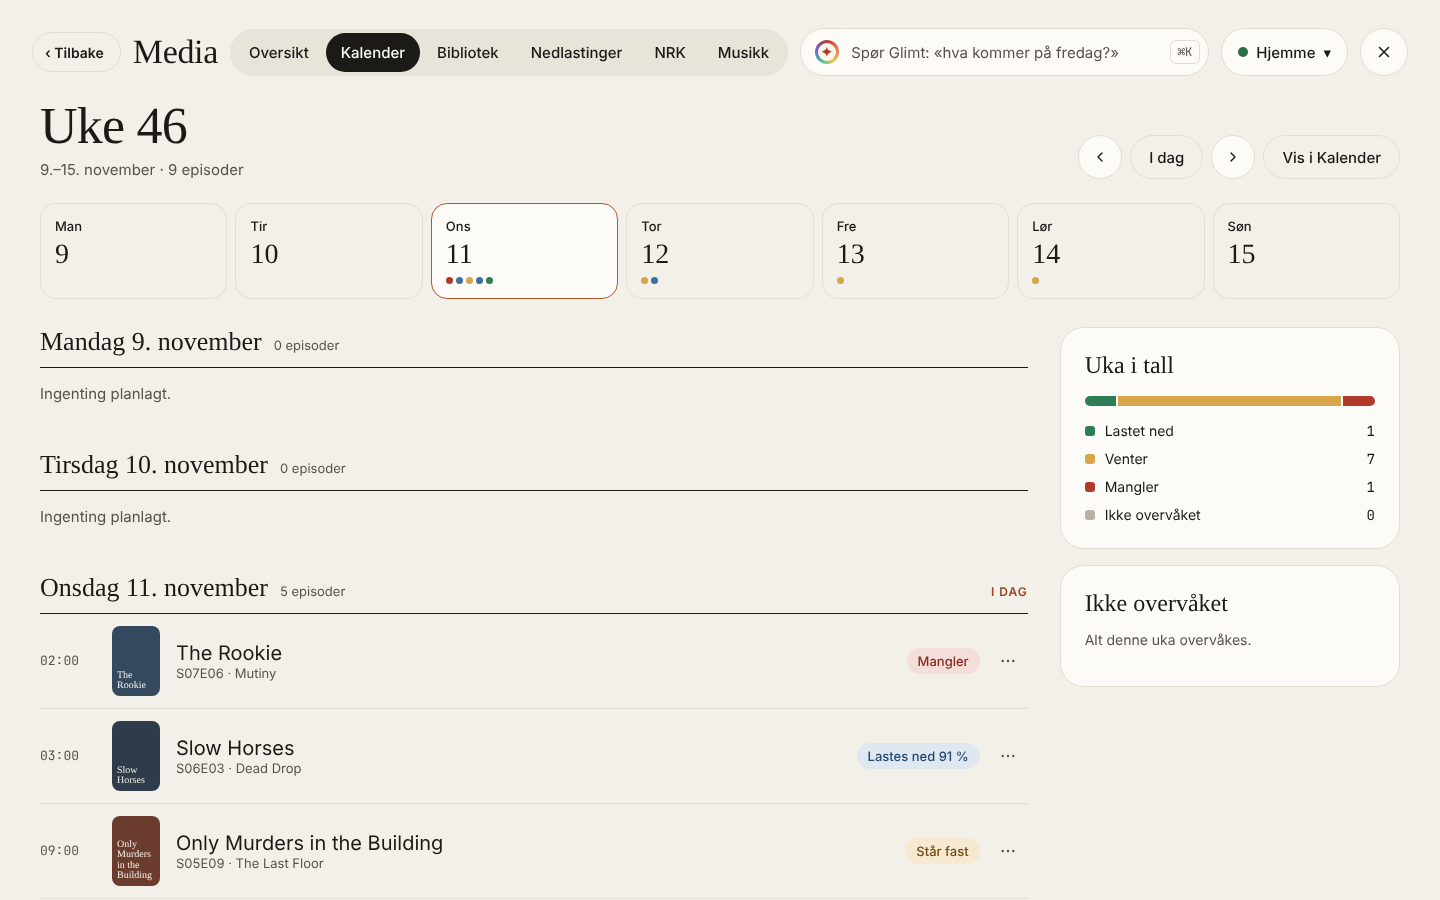 ‹ Tilbake
Media
Oversikt
Kalender
Bibliotek
Nedlastinger
NRK
Musikk
Spør Glimt: «hva kommer på fredag?»
⌘K
Hjemme ▾
Uke 46
9.–15. november · 9 episoder
I dag
Vis i Kalender
Man
9
Tir
10
Ons
11
Tor
12
Fre
13
Lør
14
Søn
15
Mandag 9. november 0 episoder
Ingenting planlagt.
Tirsdag 10. november 0 episoder
Ingenting planlagt.
Onsdag 11. november 5 episoder
I DAG
02:00
The
Rookie
The Rookie
S07E06 · Mutiny
Mangler
03:00
Slow
Horses
Slow Horses
S06E03 · Dead Drop
Lastes ned 91 %
09:00
Only
Murders
in the
Building
Only Murders in the Building
S05E09 · The Last Floor
Står fast
Uka i tall
Lastet ned 1
Venter 7
Mangler 1
Ikke overvåket 0
Ikke overvåket
Alt denne uka overvåkes.